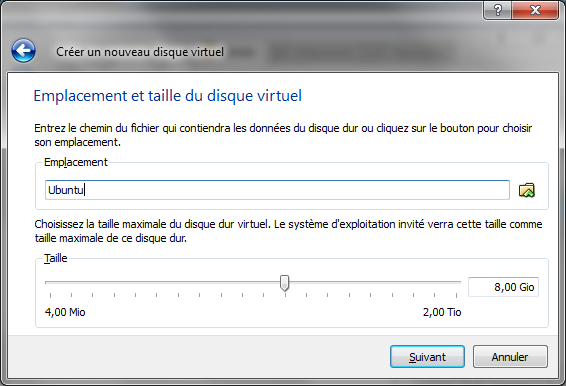 Créer un nouveau disque virtuel
Emplacement et taille du disque virtuel
Entrez le chemin du fichier qui contiendra les données du disque dur ou cliquez sur le bouton pour choisir
son emplacement.
Emplacement
Ubuntu
Choisissez la taille maximale du disque dur virtuel. Le système d'exploitation invité verra cette taille comme
taille maximale de ce disque dur.
Taille
8,00 Gio
4,00 Mio
2,00 Tio
Suivant
Annuler